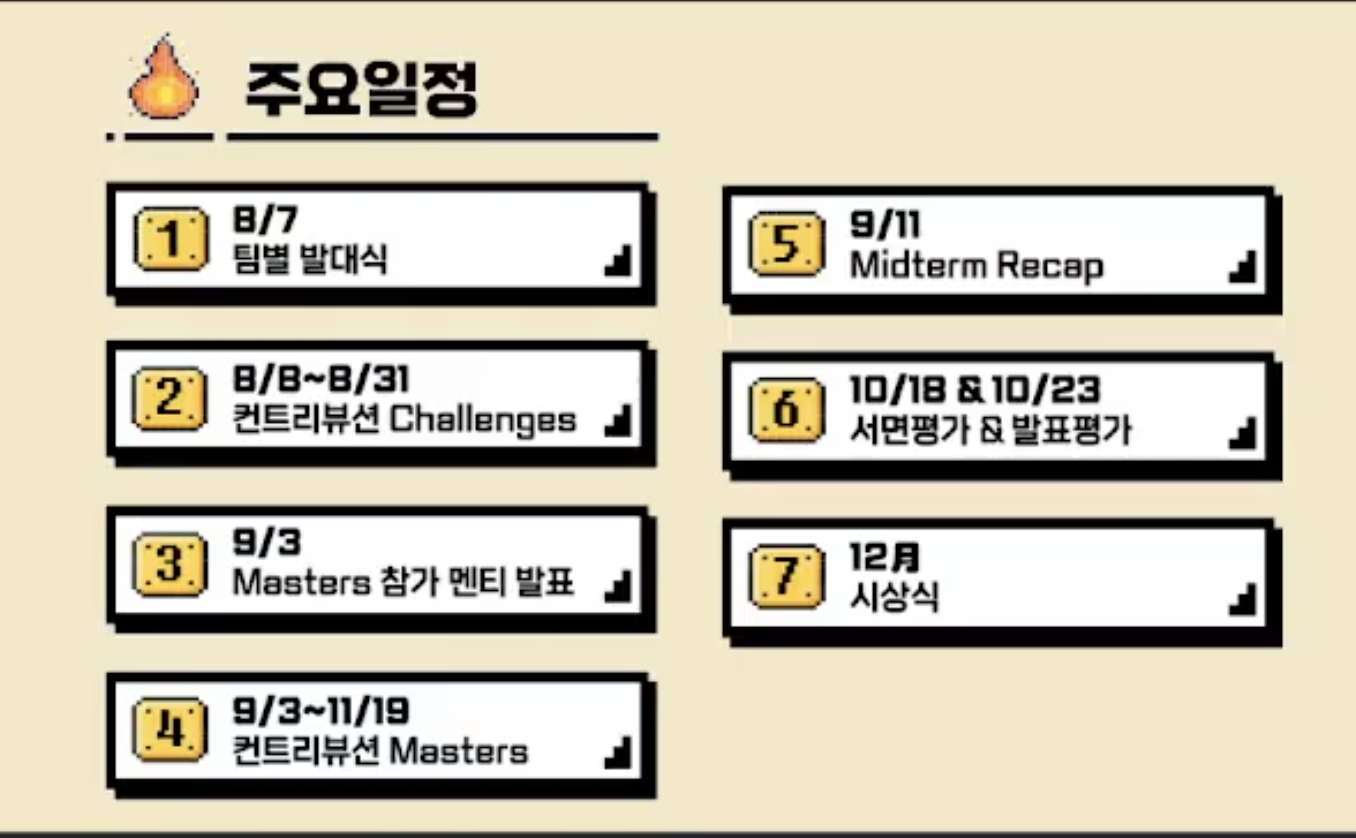 주요일정
1
8/7
팀별 발대식
2
8/8~8/31
컨트리뷰션 Challenges
3
9/3
Masters 참가 멘티 발표
4
9/3~11/19
컨트리뷰션 Masters
5
9/11
Midterm Recap
6
10/18 & 10/23
서면평가 & 발표평가
7
12月
시상식